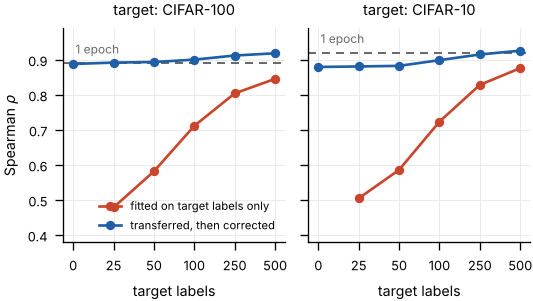 target: CIFAR-100
target: CIFAR-10
Spearman ρ
0.9
0.8
0.7
0.6
0.5
0.4
1 epoch
1 epoch
fitted on target labels only
transferred, then corrected
0 25 50 100 250 500
0 25 50 100 250 500
target labels
target labels